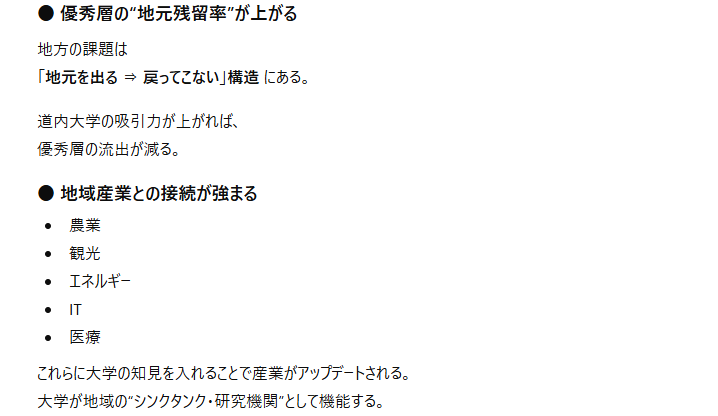 ● 優秀層の“地元残留率”が上がる
地方の課題は
「地元を出る ⇒ 戻ってこない」構造 にある。
道内大学の吸引力が上がれば、
優秀層の流出が減る。
● 地域産業との接続が強まる
• 農業
• 観光
• エネルギー
• IT
• 医療
これらに大学の知見を入れることで産業がアップデートされる。
大学が地域の“シンクタンク・研究機関”として機能する。